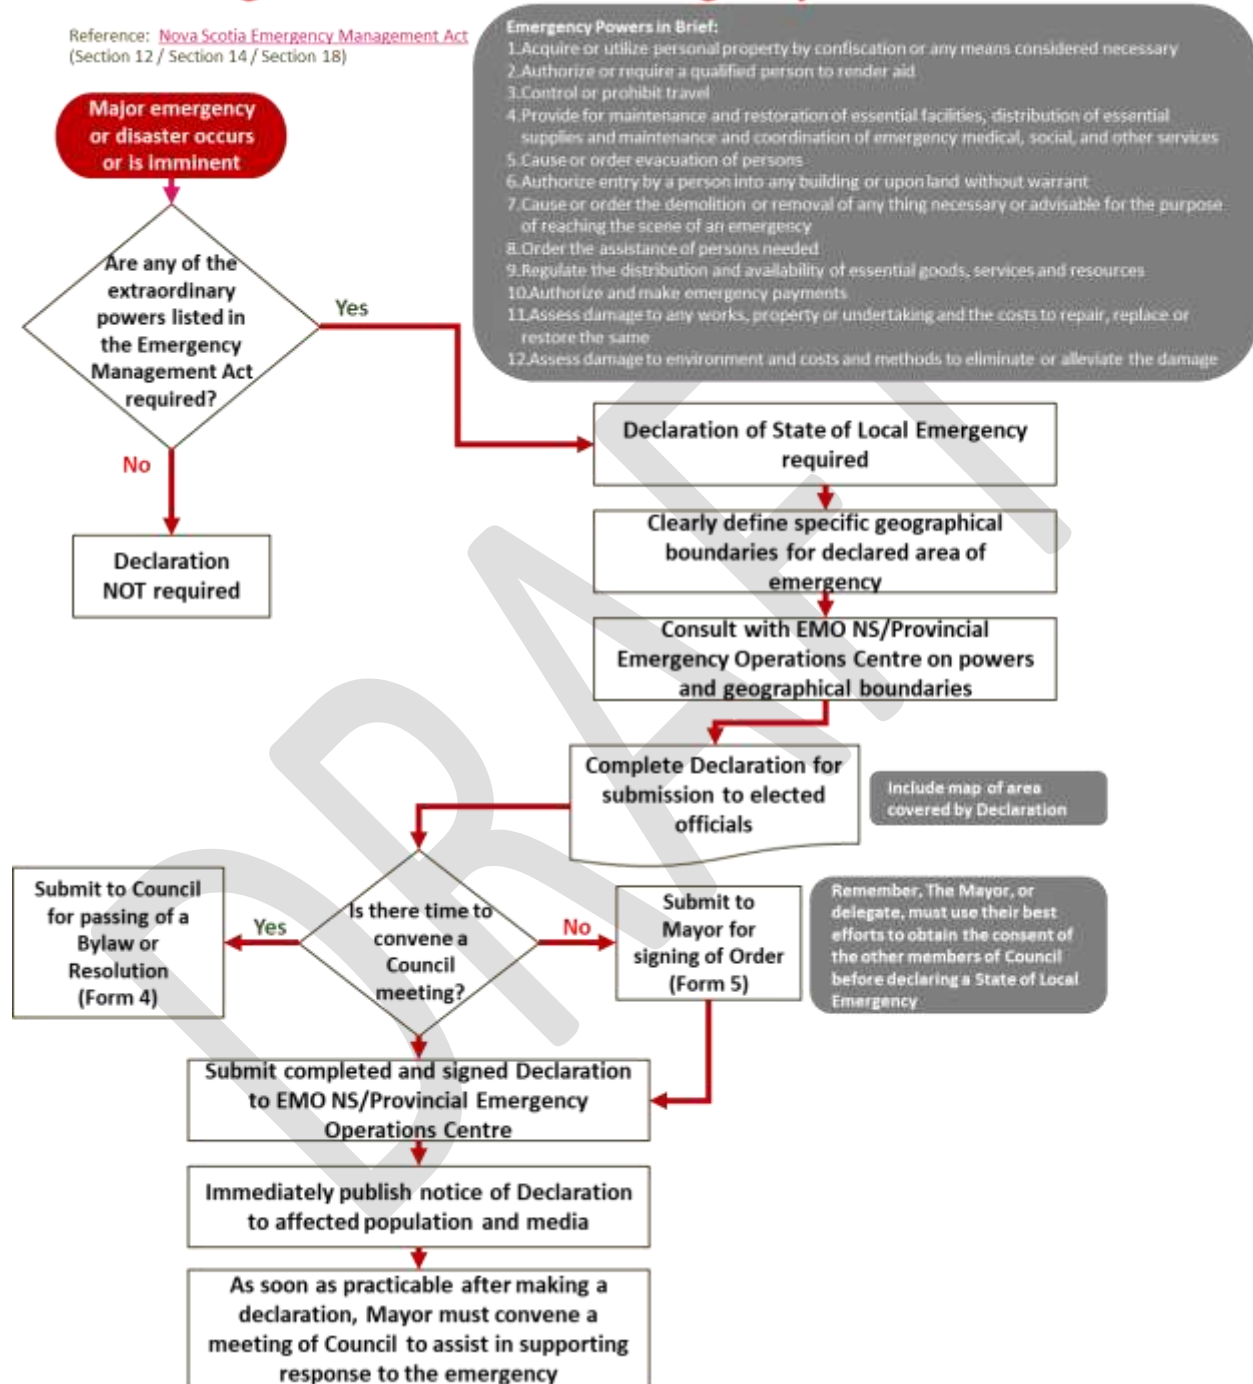 Reference: Nova Scotia Emergency Management Act
(Section 12 / Section 14 / Section 18)
Emergency Powers in Brief:
1.Acquire or utilize personal property by confiscation or any means considered necessary
2.Authorize or require a qualified person to render aid
3.Control or prohibit travel
4.Provide for maintenance and restoration of essential facilities, distribution of essential
supplies and maintenance and coordination of emergency medical, social, and other services
5.Cause or order evacuation of persons
6.Authorize entry by a person into any building or upon land without warrant
7.Cause or order the demolition or removal of any thing necessary or advisable for the purpose
of reaching the scene of an emergency
8.Order the assistance of persons needed
9.Regulate the distribution and availability of essential goods, services and resources
10.Authorize and make emergency payments
11.Assess damage to any works, property or undertaking and the costs to repair, replace or
restore the same
12.Assess damage to environment and costs and methods to eliminate or alleviate the damage
Major emergency
or disaster occurs
or is imminent
Are any of the
extraordinary
powers listed in
the Emergency
Management Act
required?
Yes
No
Declaration
NOT required
Declaration of State of Local Emergency
required
Clearly define specific geographical
boundaries for declared area of
emergency
Consult with EMO NS/Provincial
Emergency Operations Centre on powers
and geographical boundaries
Complete Declaration for
submission to elected
officials
Include map of area
covered by Declaration
Is there time to
convene a
Council
meeting?
Yes
Submit to Council
for passing of a
Bylaw or
Resolution
(Form 4)
No
Submit to
Mayor for
signing of Order
(Form 5)
Remember, The Mayor, or
delegate, must use their best
efforts to obtain the consent of
the other members of Council
before declaring a State of Local
Emergency
Submit completed and signed Declaration
to EMO NS/Provincial Emergency
Operations Centre
Immediately publish notice of Declaration
to affected population and media
As soon as practicable after making a
declaration, Mayor must convene a
meeting of Council to assist in supporting
response to the emergency
DRAFT